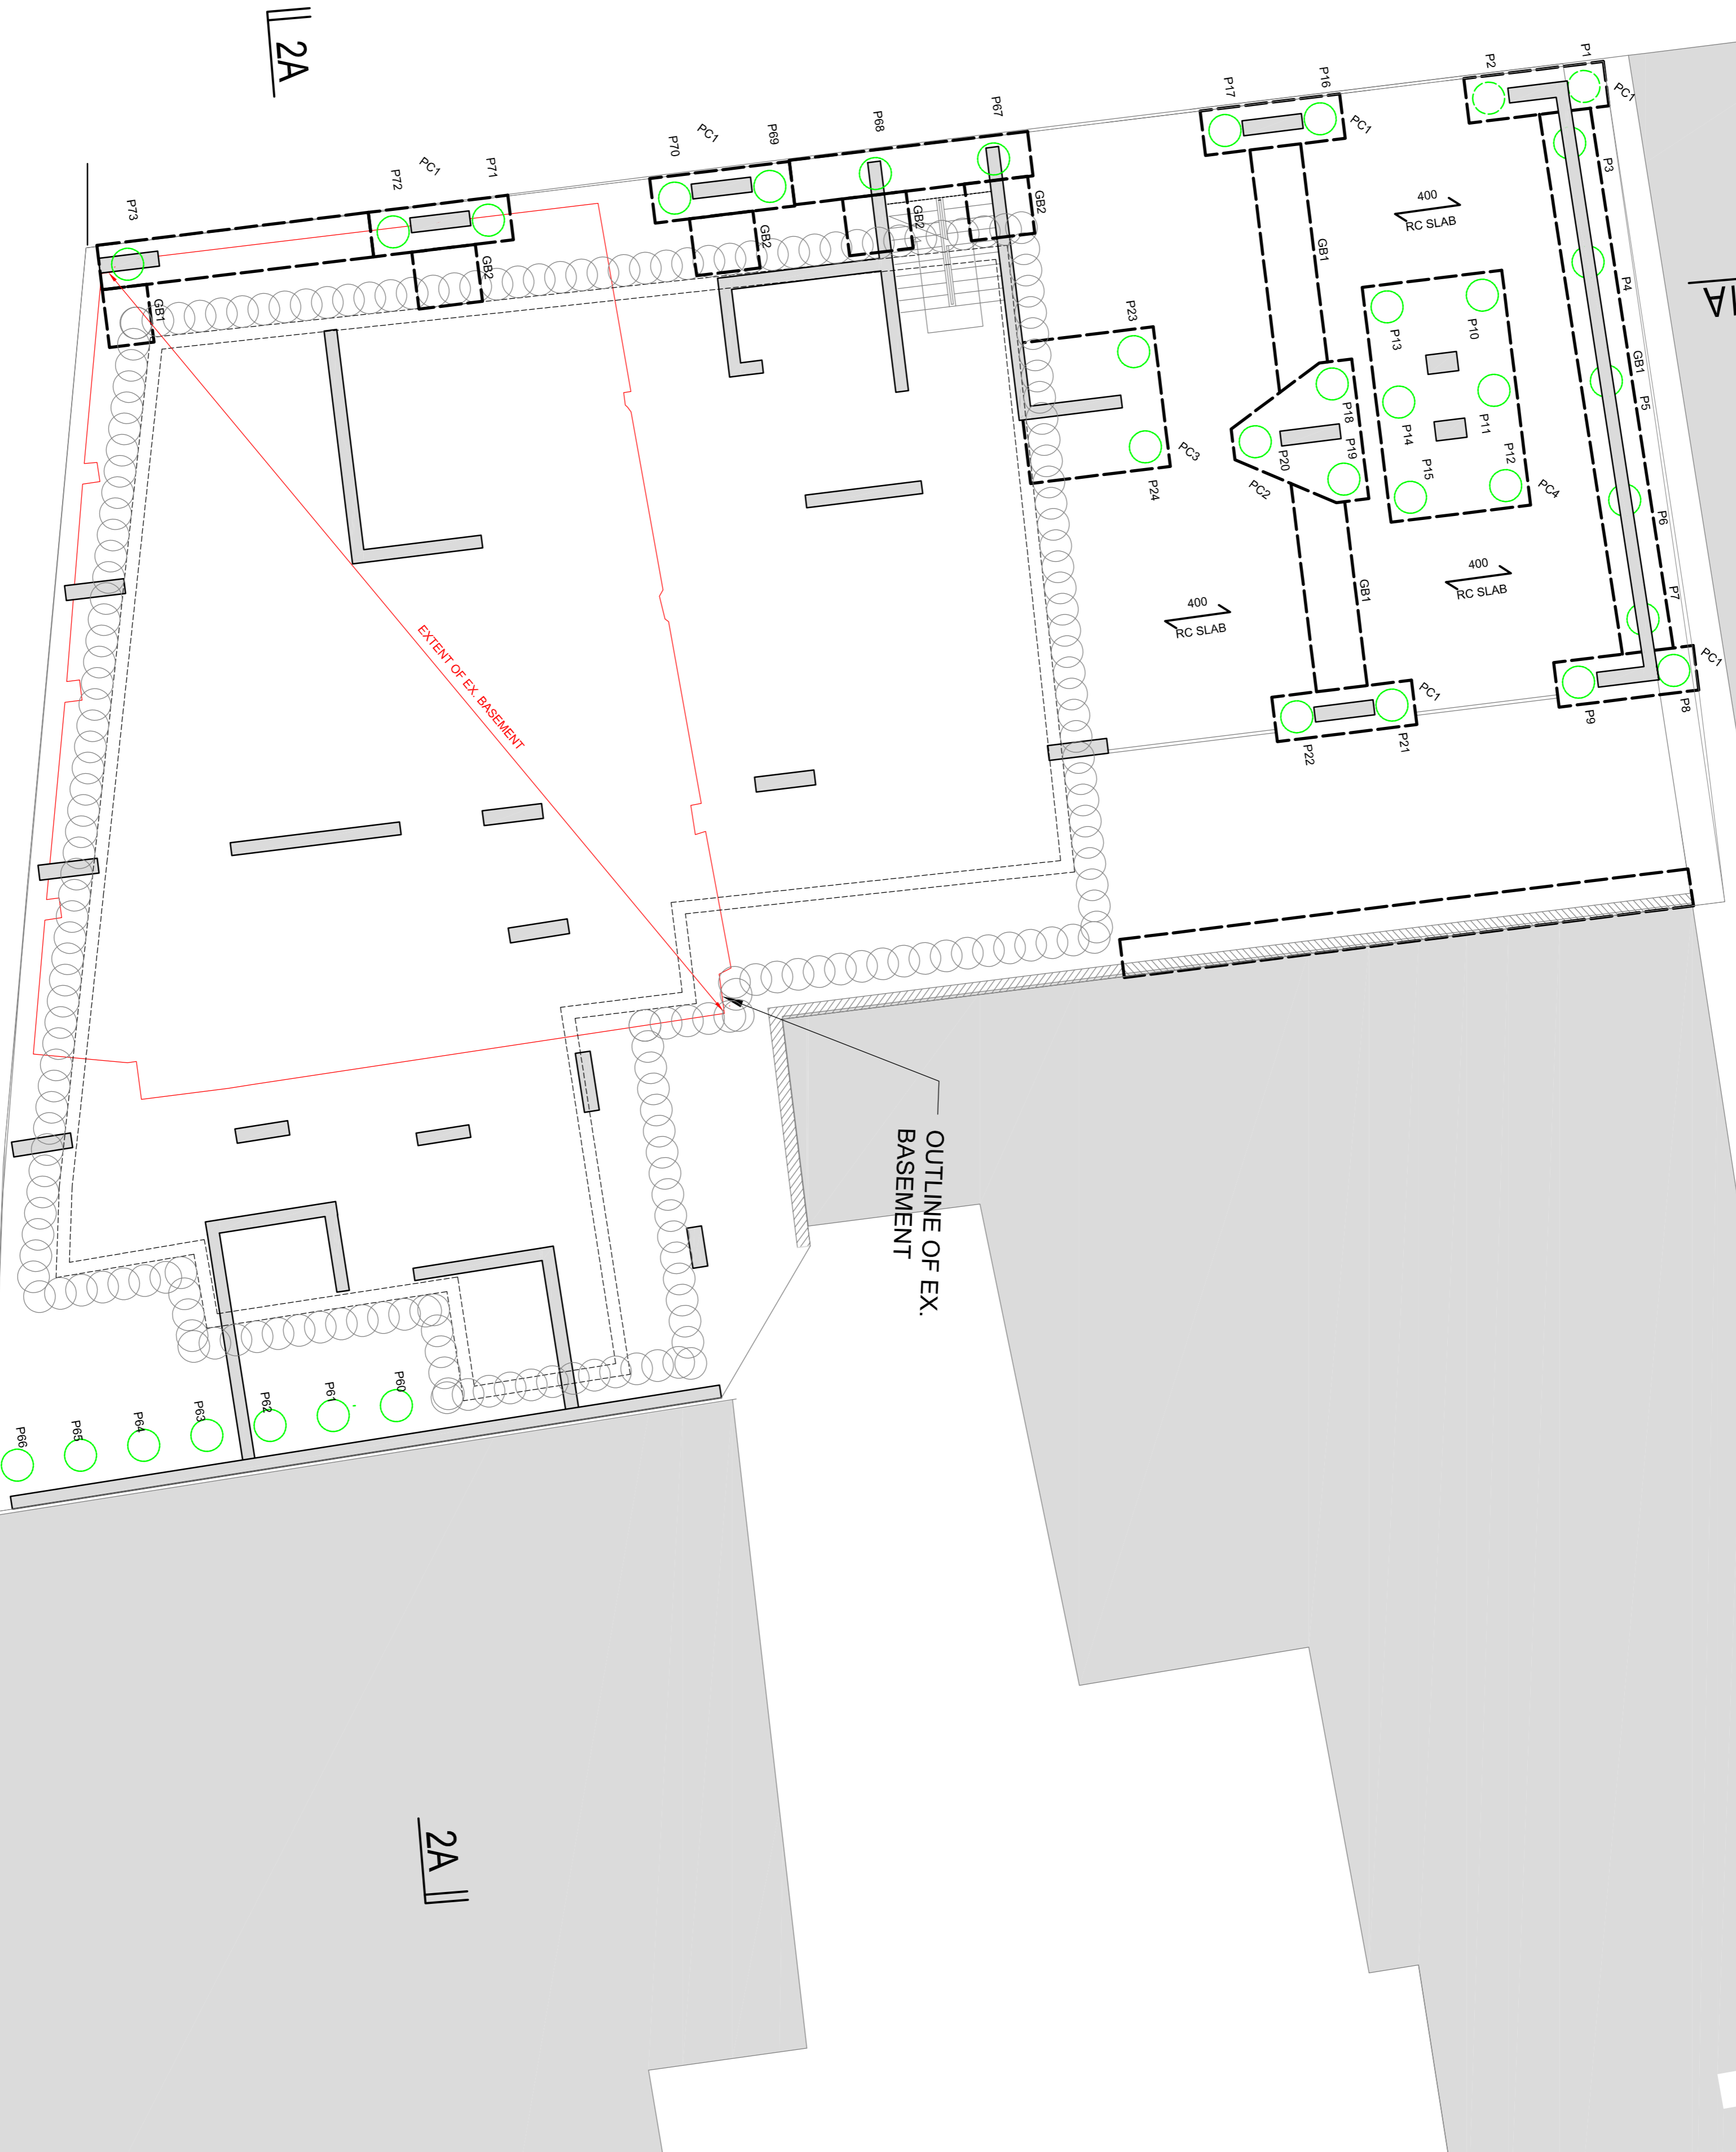 2A
P1
P2
PC1
P3
P16
P17
PC1
P67
P68
P69
PC1
P70
P71
PC1
P72
P73
400
RC SLAB
GB1
GB2
GB2
GB2
GB2
GB1
P4
1A
P10
P13
P23
GB1
P5
P11
P14
P18
P12
P15
P19
P20
PC4
PC2
PC3
P24
P6
400
RC SLAB
P7
GB1
400
RC SLAB
PC1
P8
P9
PC1
P21
P22
EXTENT OF EX. BASEMENT
OUTLINE OF EX.
BASEMENT
P60
P61
P62
P63
P64
P65
P66
2A